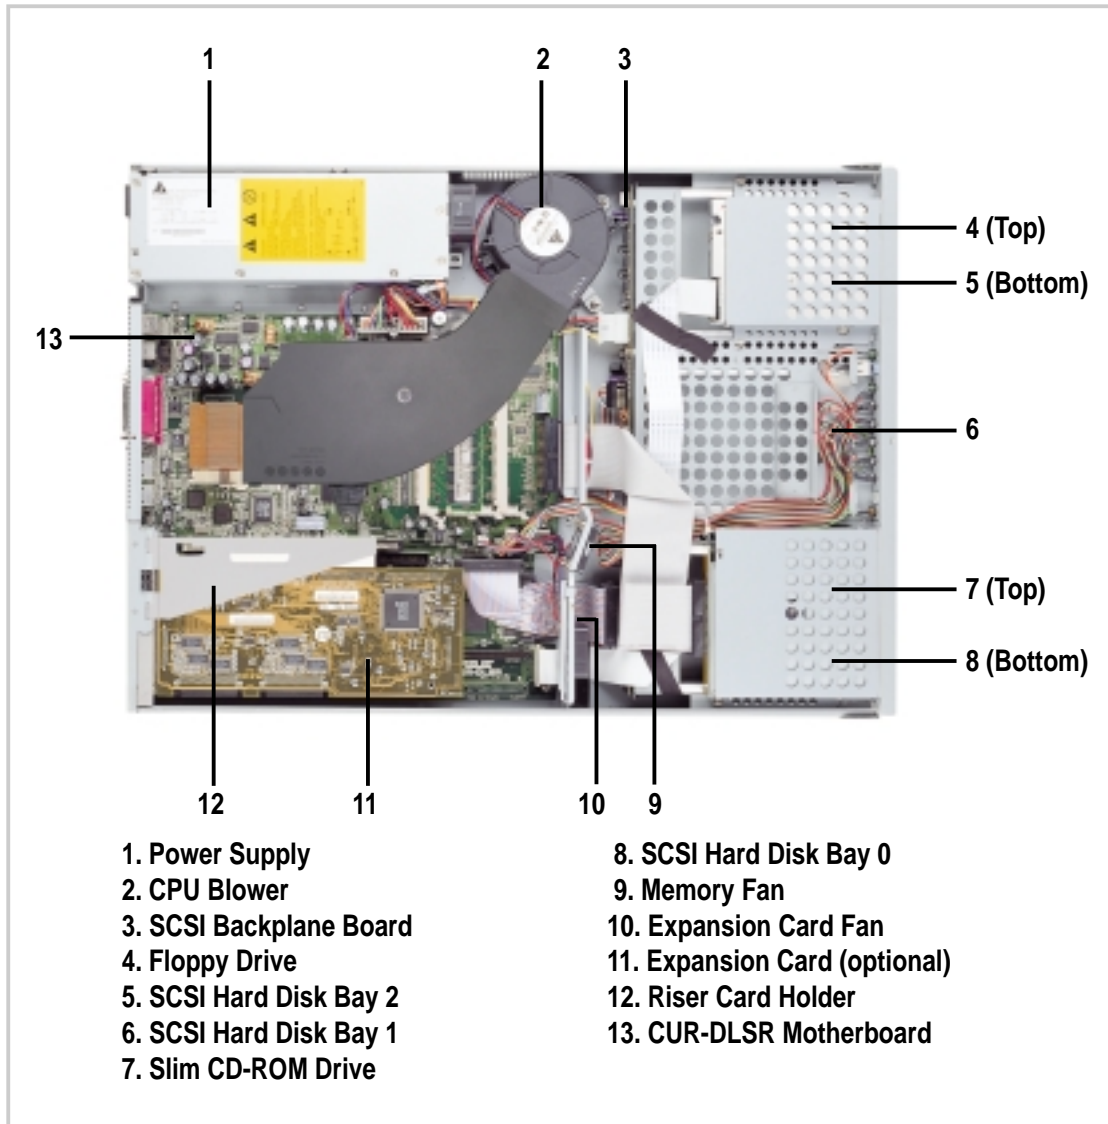 1
2
3
4 (Top)
5 (Bottom)
13
6
7 (Top)
8 (Bottom)
12
11
10
9
1. Power Supply
2. CPU Blower
3. SCSI Backplane Board
4. Floppy Drive
5. SCSI Hard Disk Bay 2
6. SCSI Hard Disk Bay 1
7. Slim CD-ROM Drive
8. SCSI Hard Disk Bay 0
9. Memory Fan
10. Expansion Card Fan
11. Expansion Card (optional)
12. Riser Card Holder
13. CUR-DLSR Motherboard